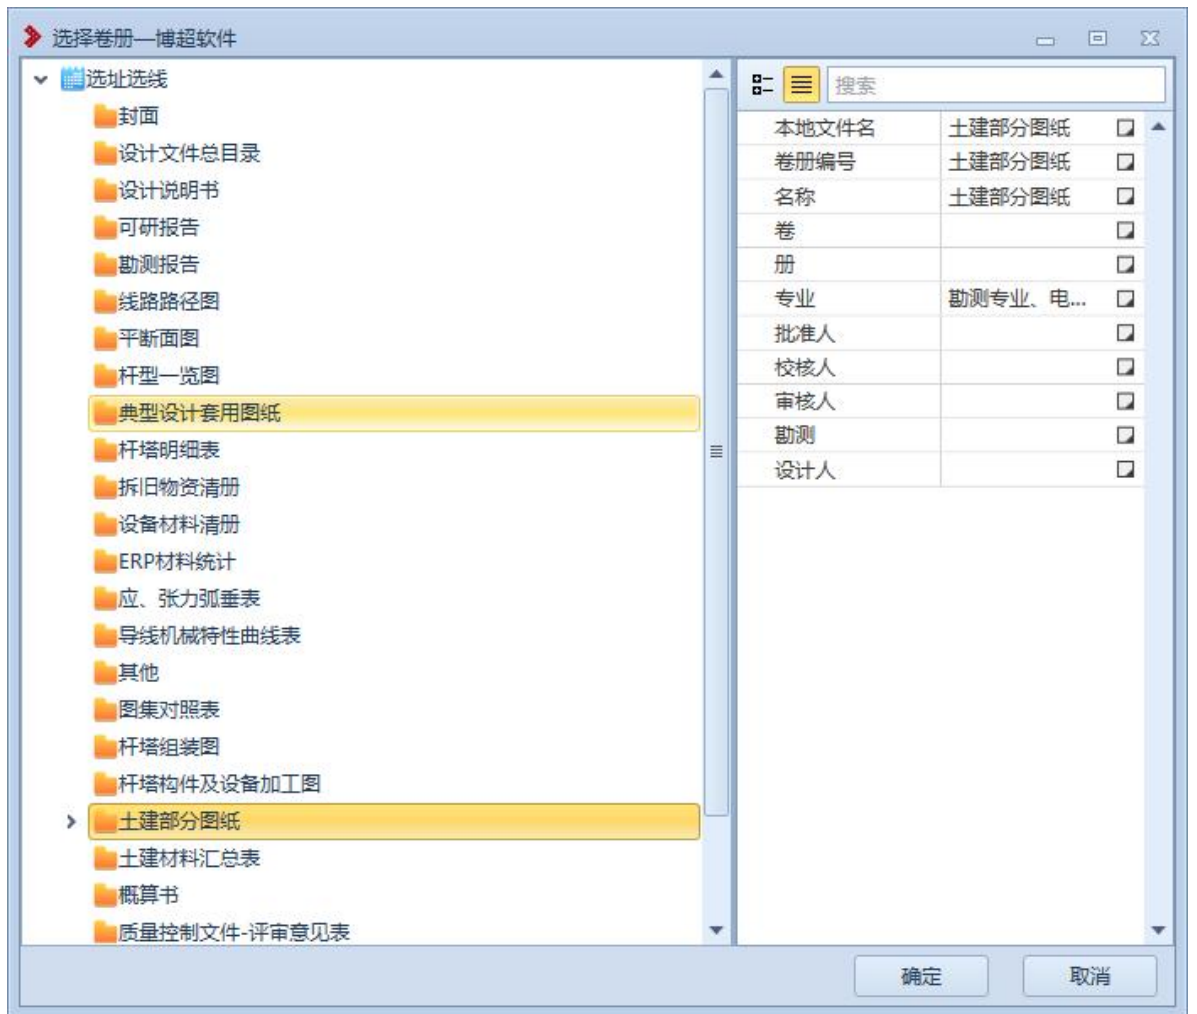 选择卷册—博超软件
选址选线
封面
设计文件总目录
设计说明书
可研报告
勘测报告
线路路径图
平断面图
杆型一览图
典型设计套用图纸
杆塔明细表
拆旧物资清册
设备材料清册
ERP材料统计
应、张力弧垂表
导线机械特性曲线表
其他
图集对照表
杆塔组装图
杆塔构件及设备加工图
土建部分图纸
土建材料汇总表
概算书
质量控制文件-评审意见表
搜索
本地文件名 土建部分图纸
卷册编号 土建部分图纸
名称 土建部分图纸
卷
册
专业 勘测专业、电...
批准人
校核人
审核人
勘测
设计人
确定 取消